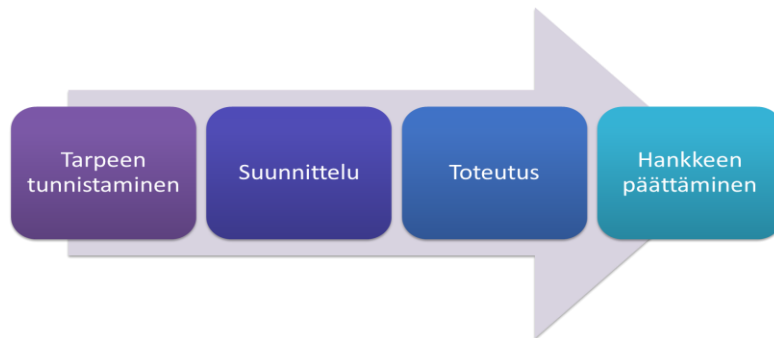 Tarpeen
tunnistaminen
Suunnittelu
Toteutus
Hankkeen
päättäminen